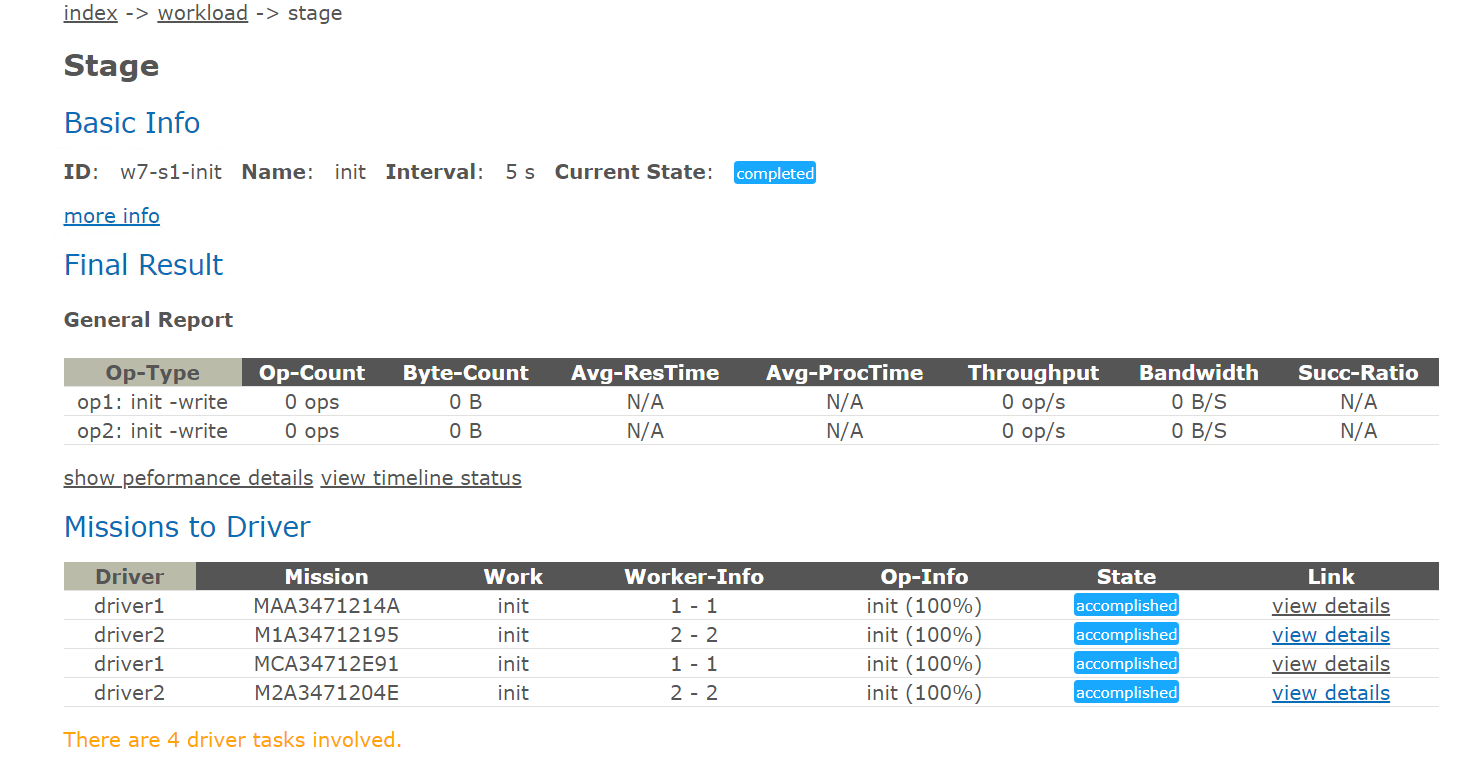 index -> workload -> stage
Stage
Basic Info
ID: w7-s1-init Name: init Interval: 5 s Current State: completed
more info
Final Result
General Report
Op-Type Op-Count Byte-Count Avg-ResTime Avg-ProcTime Throughput Bandwidth Succ-Ratio
op1: init -write 0 ops 0 B N/A N/A 0 op/s 0 B/S N/A
op2: init -write 0 ops 0 B N/A N/A 0 op/s 0 B/S N/A
show peformance details view timeline status
Missions to Driver
Driver Mission Work Worker-Info Op-Info State Link
driver1 MAA3471214A init 1 - 1 init (100%) accomplished view details
driver2 M1A34712195 init 2 - 2 init (100%) accomplished view details
driver1 MCA34712E91 init 1 - 1 init (100%) accomplished view details
driver2 M2A3471204E init 2 - 2 init (100%) accomplished view details
There are 4 driver tasks involved.